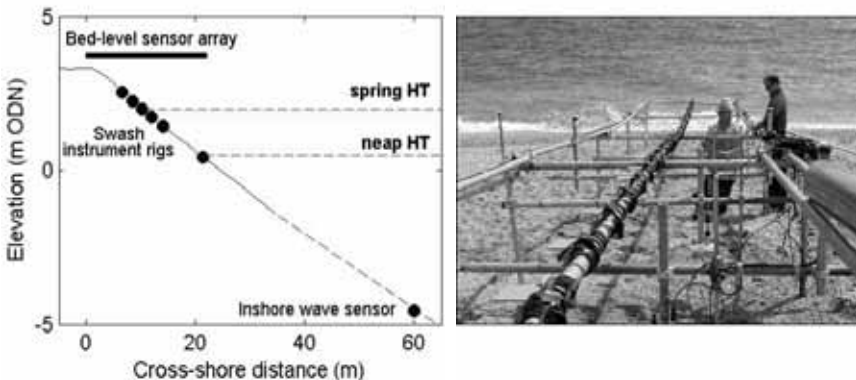 Bed-level sensor array
spring HT
Swash
instrument rigs
neap HT
Inshore wave sensor
Elevation (m ODN)
5
0
-5
0
20
40
60
Cross-shore distance (m)